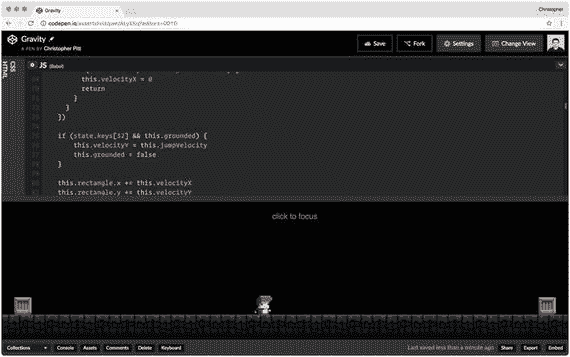 Gravity
Christopher
codepen.io
Gravity
A PEN BY Christopher Pitt
Save
Fork
Settings
Change View
HTML
CSS
JS (Babel)
this.velocityX = 0
return
}
}
})
if (state.keys[32] && this.grounded) {
this.velocityY = this.jumpVelocity
this.grounded = false
}
this.rectangle.x += this.velocityX
this.rectangle.y += this.velocityY
click to focus
Collections
Console
Assets
Comments
Delete
Keyboard
Last saved less than a minute ago
Share
Export
Embed